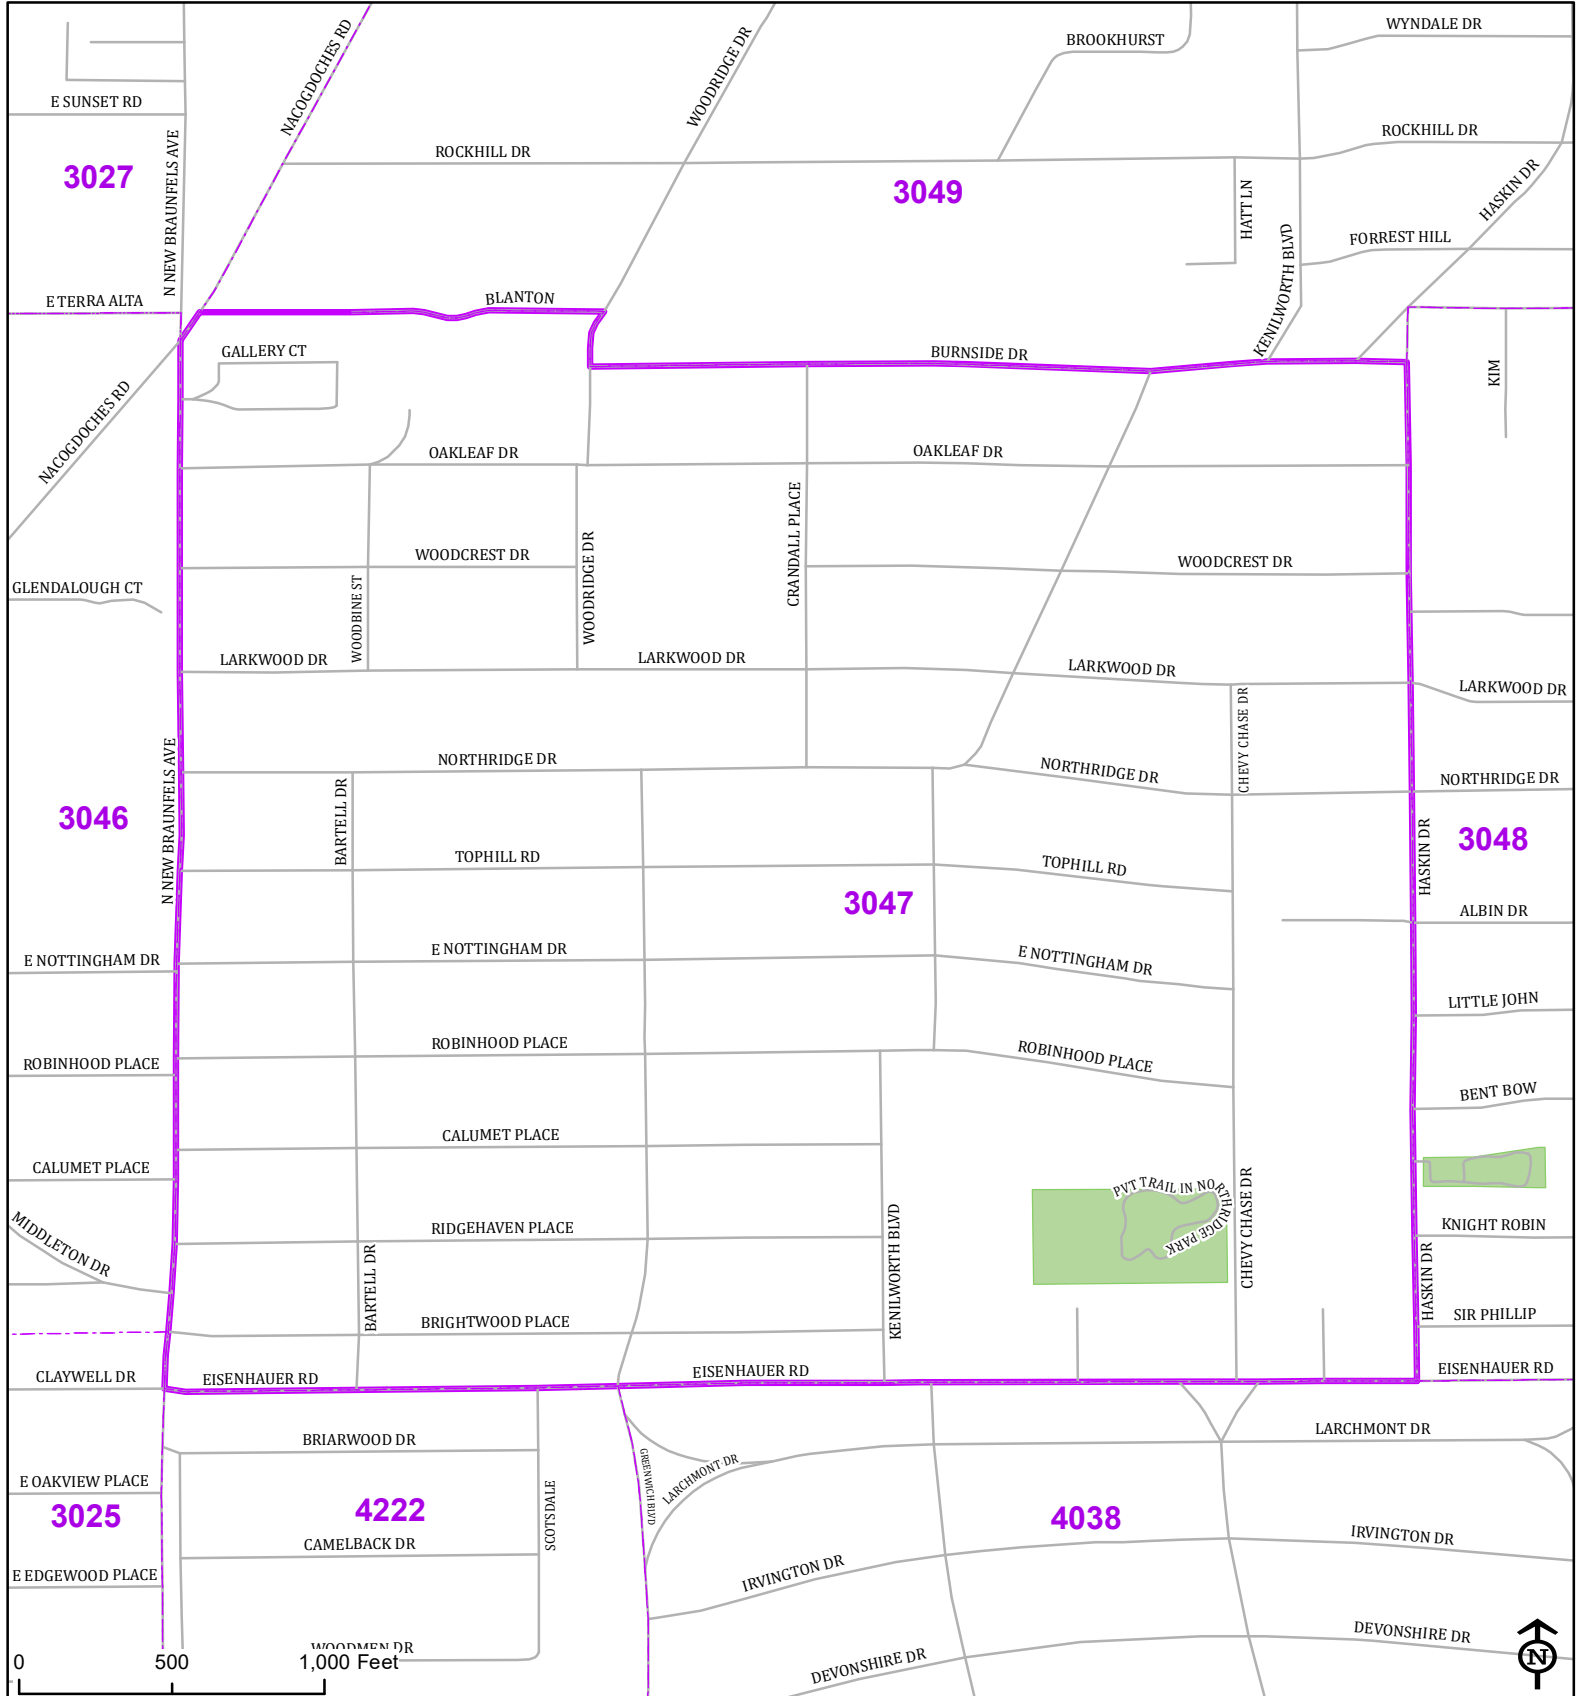 WYNDALE DR
BROOKHURST
NACOGDOCHES RD
WOODRIDGE DR
E SUNSET RD
ROCKHILL DR
ROCKHILL DR
3027
N NEW BRAUNFELS AVE
3049
HATT LN
HASKIN DR
KENILWORTH BLVD
FORREST HILL
E TERRA ALTA
BLANTON
GALLERY CT
BURNSIDE DR
KIM
NACOGDOCHES RD
OAKLEAF DR
OAKLEAF DR
CRANDALL PLACE
WOODCREST DR
WOODRIDGE DR
WOODCREST DR
GLENDALOUGH CT
WOODBINE ST
LARKWOOD DR
LARKWOOD DR
LARKWOOD DR
LARKWOOD DR
CHEVY CHASE DR
N NEW BRAUNFELS AVE
NORTHRIDGE DR
NORTHRIDGE DR
NORTHRIDGE DR
BARTELL DR
3046
HASKIN DR
3048
TOPHILL RD
TOPHILL RD
3047
ALBIN DR
E NOTTINGHAM DR
E NOTTINGHAM DR
E NOTTINGHAM DR
LITTLE JOHN
ROBINHOOD PLACE
ROBINHOOD PLACE
ROBINHOOD PLACE
BENT BOW
CALUMET PLACE
CALUMET PLACE
PVT TRAIL IN NORTHRIDGE PARK
CHEVY CHASE DR
MIDDLETON DR
RIDGEHAVEN PLACE
KENILWORTH BLVD
KNIGHT ROBIN
BARTELL DR
HASKIN DR
BRIGHTWOOD PLACE
SIR PHILLIP
CLAYWELL DR
EISENHAUER RD
EISENHAUER RD
EISENHAUER RD
BRIARWOOD DR
LARCHMONT DR
GREENWICH BLVD
LARCHMONT DR
E OAKVIEW PLACE
3025
4222
SCOTSDALE
4038
CAMELBACK DR
IRVINGTON DR
IRVINGTON DR
E EDGEWOOD PLACE
WOODMEN DR
DEVONSHIRE DR
DEVONSHIRE DR
0 500 1,000 Feet
N